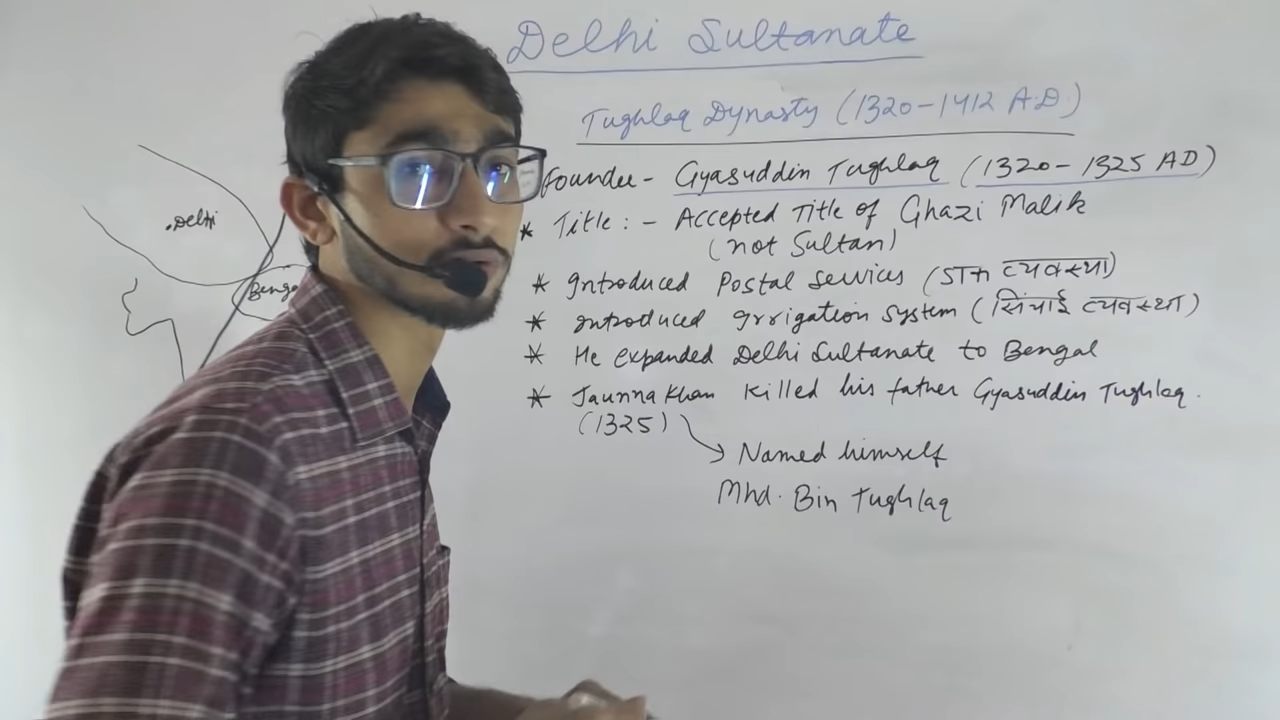 Delhi Sultanate
Tughlaq Dynasty (1320-1412 A.D.)
Founder - Gyasuddin Tughlaq (1320-1325 AD)
* Title:- Accepted Title of Ghazi Malik
(not Sultan)
* Introduced Postal Services (डाक व्यवस्था)
* Introduced Irrigation System (सिंचाई व्यवस्था)
* He expanded Delhi Sultanate to Bengal
* Jaunna Khan killed his father Gyasuddin Tughlaq.
(1325)
Named himself
Mhd. Bin Tughlaq
.Delhi
Benga